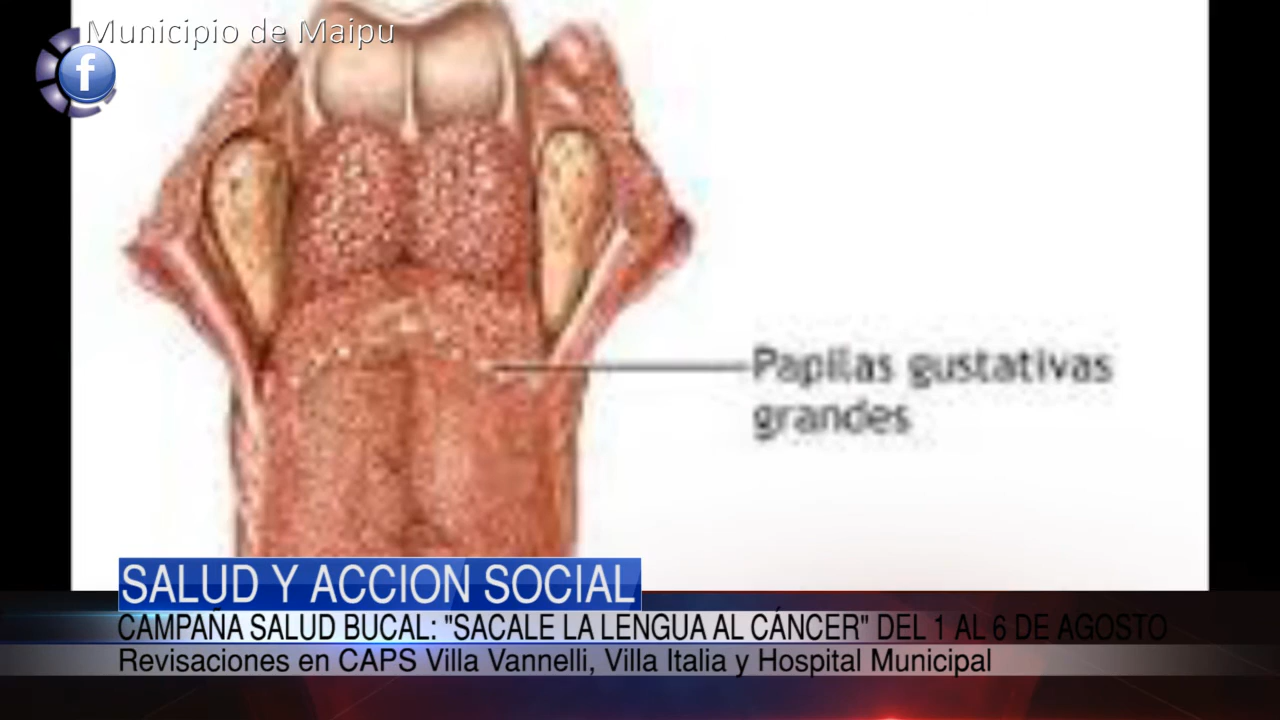 Municipio de Maipu
f
Papilas gustativas
grandes
SALUD Y ACCION SOCIAL
CAMPAÑA SALUD BUCAL: "SACALE LA LENGUA AL CÁNCER" DEL 1 AL 6 DE AGOSTO
Revisaciones en CAPS Villa Vannelli, Villa Italia y Hospital Municipal